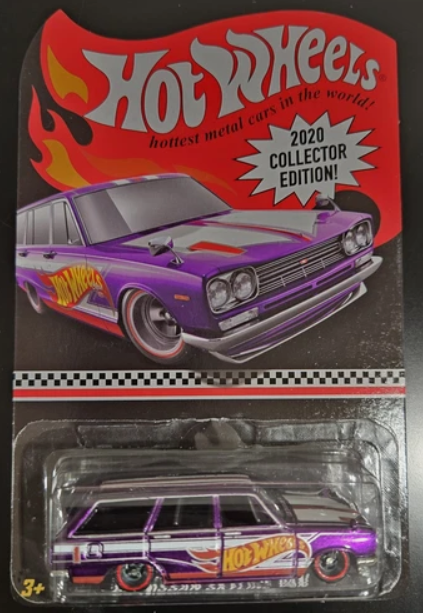 HOT WHEELS®
hottest metal cars in the world!
2020
COLLECTOR
EDITION!
HOT WHEELS
HOT WHEELS
3+